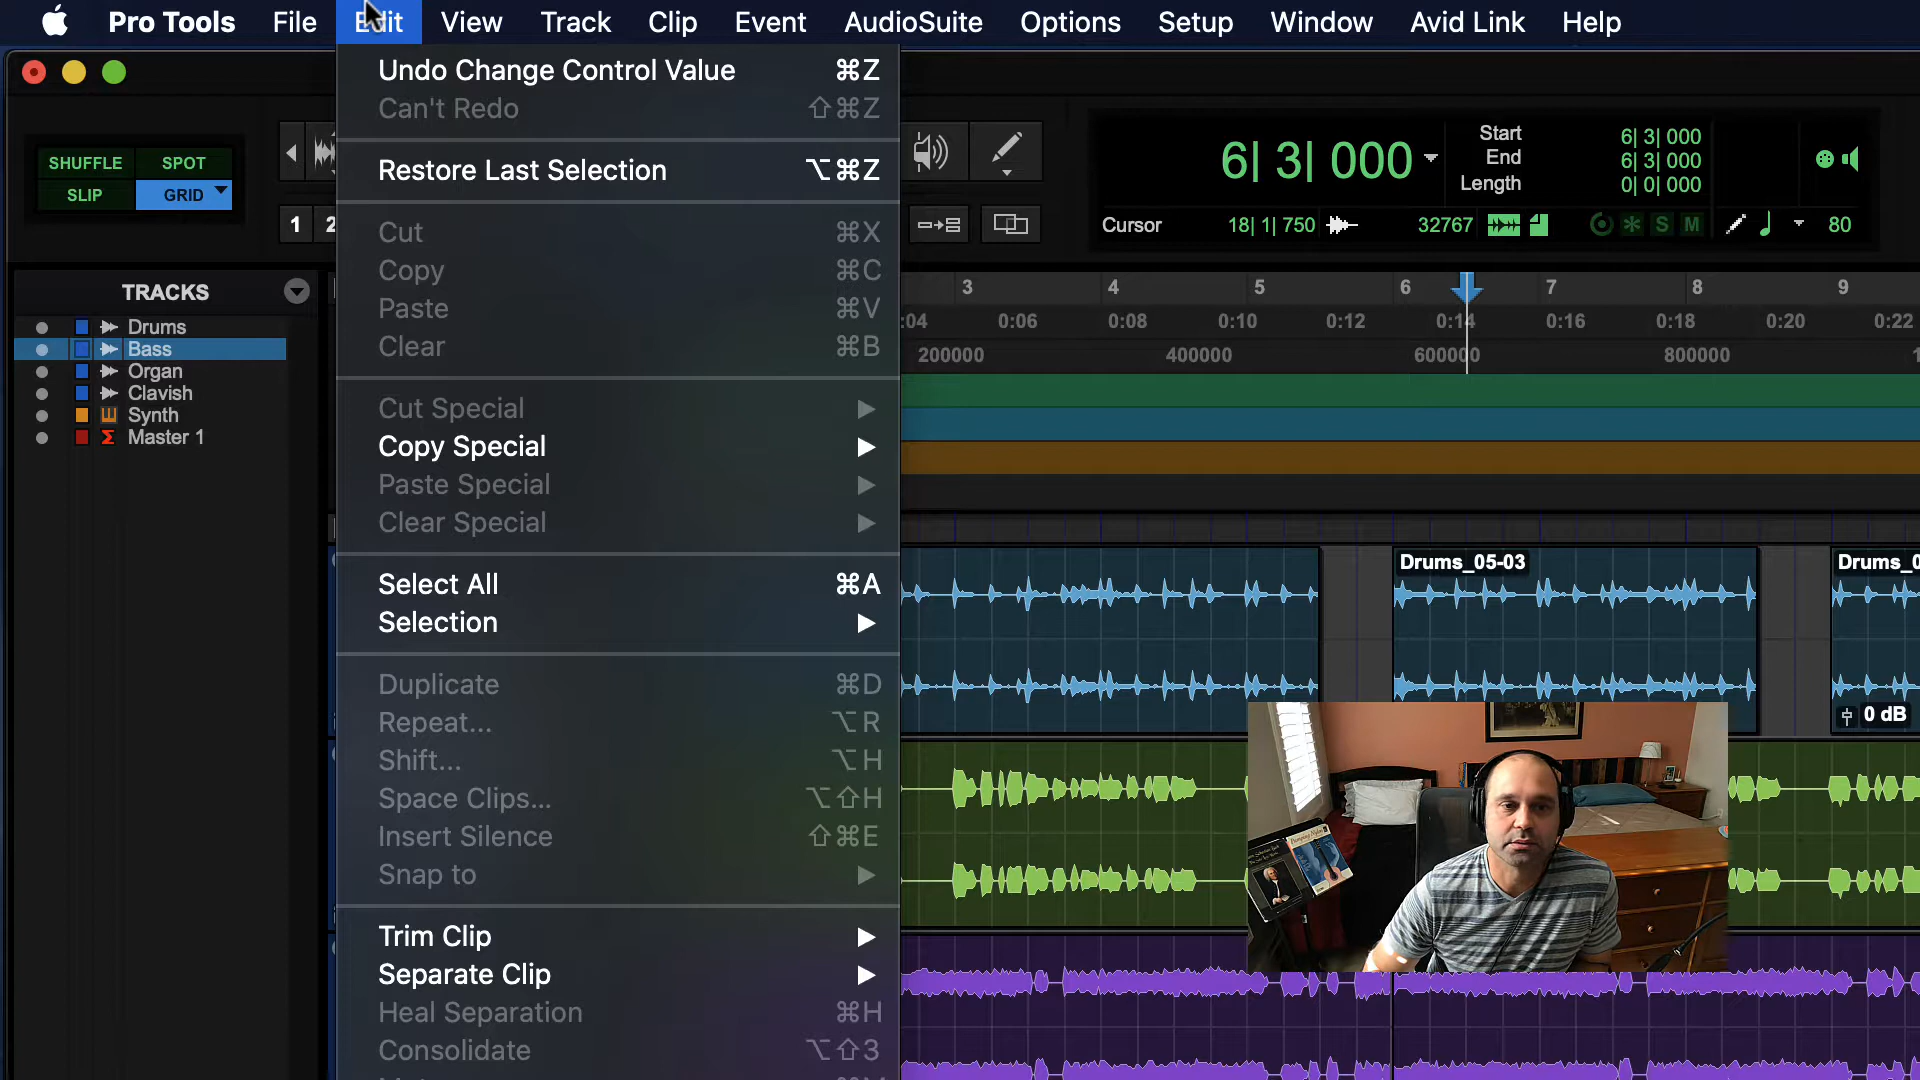 Pro Tools File Edit View Track Clip Event AudioSuite Options Setup Window Avid Link Help
Undo Change Control Value ⌘Z
Can't Redo ⇧⌘Z
Restore Last Selection ⌥⌘Z
Cut ⌘X
Copy ⌘C
Paste ⌘V
Clear ⌘B
Cut Special
Copy Special
Paste Special
Clear Special
Select All ⌘A
Selection
Duplicate ⌘D
Repeat... ⌥R
Shift... ⌥H
Space Clips... ⌥⇧H
Insert Silence ⇧⌘E
Snap to
Trim Clip
Separate Clip
Heal Separation ⌘H
Consolidate ⌥⇧3
SHUFFLE SPOT
SLIP GRID
1 2
TRACKS
Drums
Bass
Organ
Clavish
Synth
Master 1
6| 3| 000
Start 6| 3| 000
End 6| 3| 000
Length 0| 0| 000
Cursor 18| 1| 750 32767 S M 80
3 4 5 6 7 8 9
:04 0:06 0:08 0:10 0:12 0:14 0:16 0:18 0:20 0:22
200000 400000 600000 800000
Drums_05-03
Drums_0
0 dB